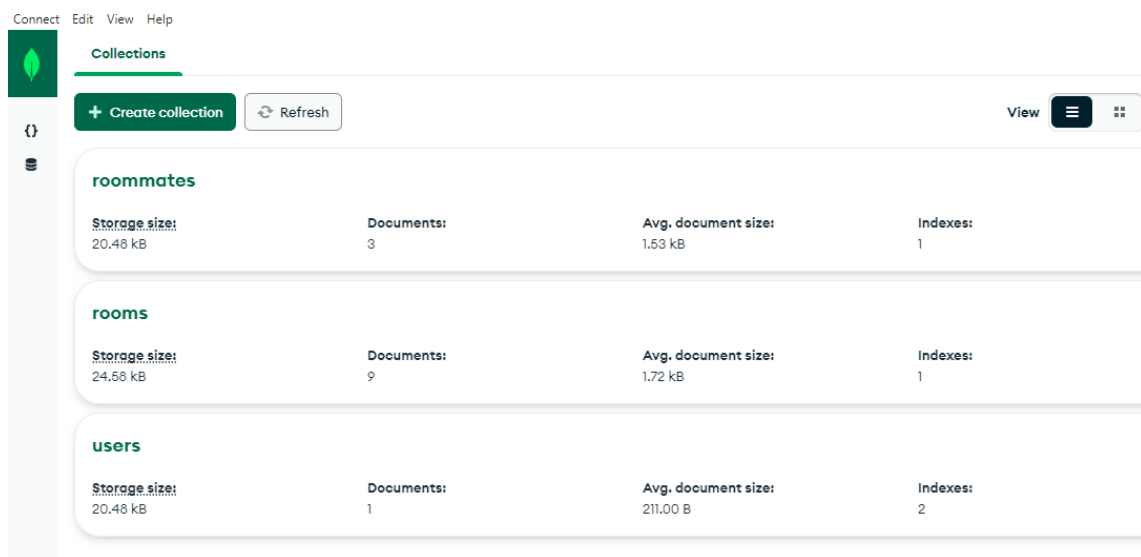 Connect Edit View Help
Collections
+ Create collection Refresh View
{}
roommates
Storage size: Documents: Avg. document size: Indexes:
20.48 kB 3 1.53 kB 1
rooms
Storage size: Documents: Avg. document size: Indexes:
24.58 kB 9 1.72 kB 1
users
Storage size: Documents: Avg. document size: Indexes:
20.48 kB 1 211.00 B 2